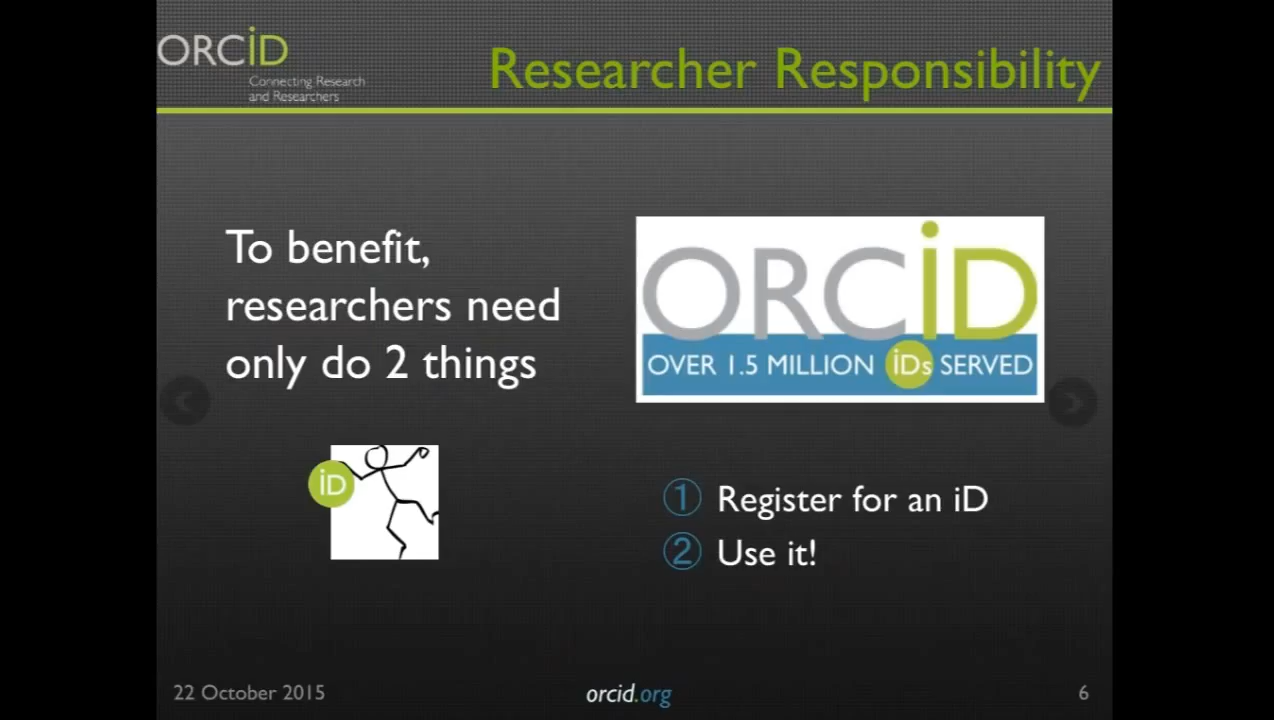 ORCiD
Connecting Research
and Researchers
Researcher Responsibility
To benefit,
researchers need
only do 2 things
ORCiD
OVER 1.5 MILLION iDs SERVED
iD
① Register for an iD
② Use it!
22 October 2015
orcid.org
6